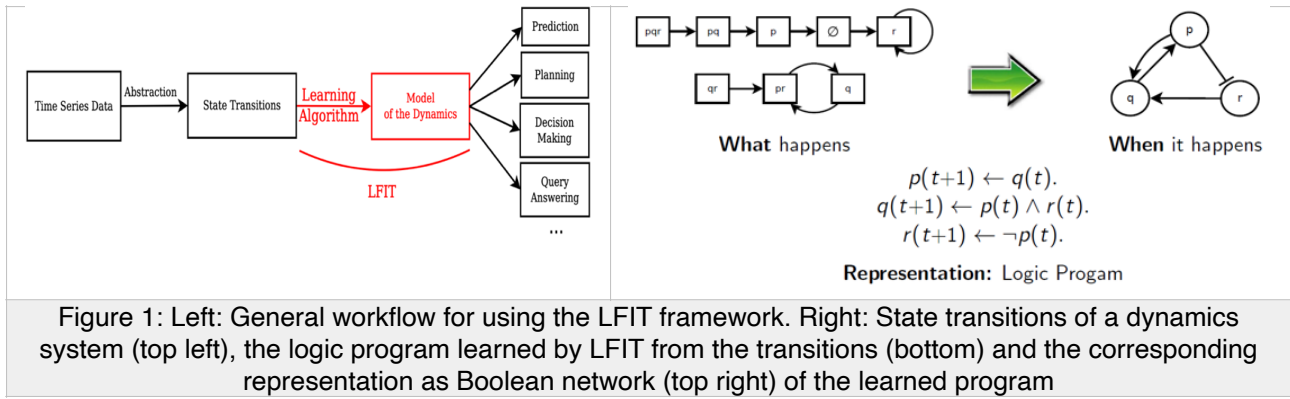 Time Series Data
Abstraction
State Transitions
Learning
Algorithm
Model
of the Dynamics
Prediction
Planning
Decision
Making
Query
Answering
...
LFIT
pqr
pq
p
∅
r
qr
pr
q
What happens
p
q
r
When it happens
p(t+1) ← q(t).
q(t+1) ← p(t) ∧ r(t).
r(t+1) ← ¬p(t).
Representation: Logic Progam
Figure 1: Left: General workflow for using the LFIT framework. Right: State transitions of a dynamics
system (top left), the logic program learned by LFIT from the transitions (bottom) and the corresponding
representation as Boolean network (top right) of the learned program